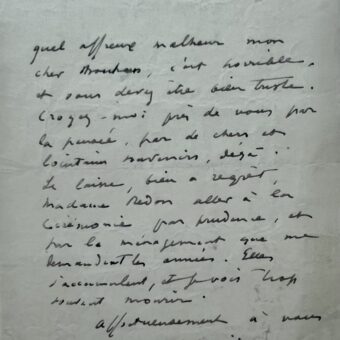 quel affreux malheur mon
cher Bonheur, c'est horrible,
et vous devez être bien triste.
Croyez-moi près de vous par
la pensée, par de chers et
lointains souvenirs, déjà.
Je laisse, bien à regret,
madame Redon aller à la
cérémonie par prudence, et
par le ménagement que me
demandent les années. Elles
s'accumulent, et je vois trop
souvent mourir.
Affectueusement à vous